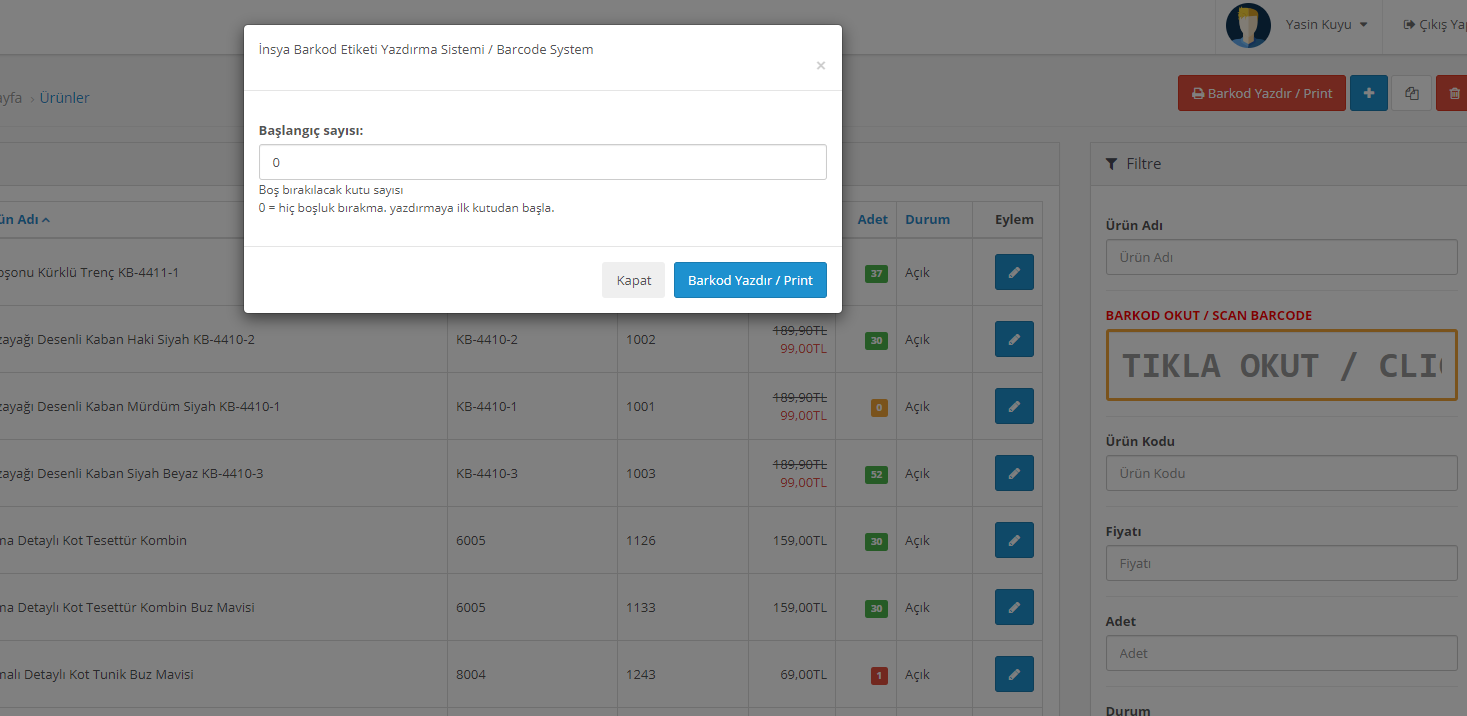 Yasin Kuyu
Çıkış Ya
İnsya Barkod Etiketi Yazdırma Sistemi / Barcode System
×
ayfa › Ürünler
Barkod Yazdır / Print
Başlangıç sayısı:
0
Boş bırakılacak kutu sayısı
0 = hiç boşluk bırakma. yazdırmaya ilk kutudan başla.
Kapat
Barkod Yazdır / Print
ün Adı
Adet
Durum
Eylem
oşonu Kürklü Trenç KB-4411-1
37
Açık
zayağı Desenli Kaban Haki Siyah KB-4410-2
KB-4410-2
1002
189,90TL
99,00TL
30
Açık
zayağı Desenli Kaban Mürdüm Siyah KB-4410-1
KB-4410-1
1001
189,90TL
99,00TL
0
Açık
zayağı Desenli Kaban Siyah Beyaz KB-4410-3
KB-4410-3
1003
189,90TL
99,00TL
52
Açık
ma Detaylı Kot Tesettür Kombin
6005
1126
159,00TL
30
Açık
ma Detaylı Kot Tesettür Kombin Buz Mavisi
6005
1133
159,00TL
30
Açık
malı Detaylı Kot Tunik Buz Mavisi
8004
1243
69,00TL
1
Açık
Filtre
Ürün Adı
Ürün Adı
BARKOD OKUT / SCAN BARCODE
TIKLA OKUT / CLI
Ürün Kodu
Ürün Kodu
Fiyatı
Fiyatı
Adet
Adet
Durum